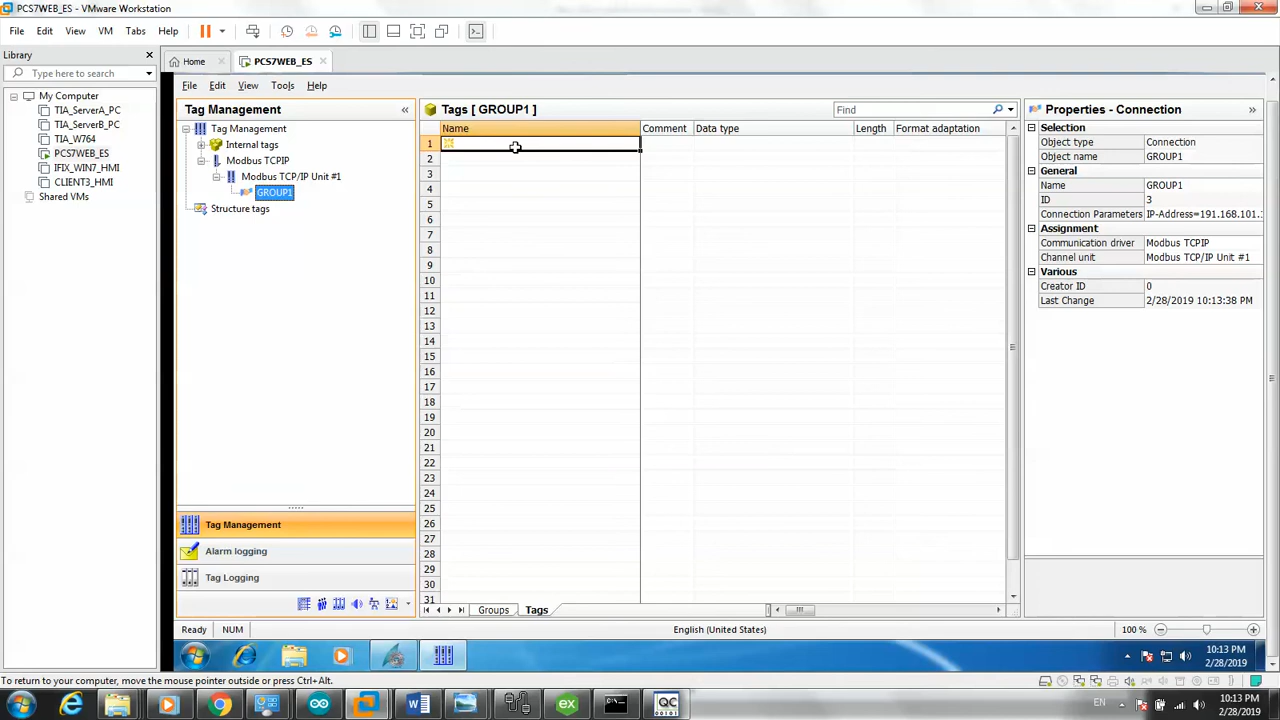 PCS7WEB_ES - VMware Workstation
File Edit View VM Tabs Help
Library
Type here to search
My Computer
TIA_ServerA_PC
TIA_ServerB_PC
TIA_W764
PCS7WEB_ES
IFIX_WIN7_HMI
CLIENT3_HMI
Shared VMs
Home
PCS7WEB_ES
File Edit View Tools Help
Tag Management
Tag Management
Internal tags
Modbus TCPIP
Modbus TCP/IP Unit #1
GROUP1
Structure tags
Tag Management
Alarm logging
Tag Logging
Tags [ GROUP1 ]
Find
Name Comment Data type Length Format adaptation
1
2
3
4
5
6
7
8
9
10
11
12
13
14
15
16
17
18
19
20
21
22
23
24
25
26
27
28
29
30
31
Groups Tags
Properties - Connection
Selection
Object type Connection
Object name GROUP1
General
Name GROUP1
ID 3
Connection Parameters IP-Address=191.168.101.
Assignment
Communication driver Modbus TCPIP
Channel unit Modbus TCP/IP Unit #1
Various
Creator ID 0
Last Change 2/28/2019 10:13:38 PM
Ready NUM English (United States) 100 %
10:13 PM
2/28/2019
To return to your computer, move the mouse pointer outside or press Ctrl+Alt.
EN
10:13 PM
2/28/2019